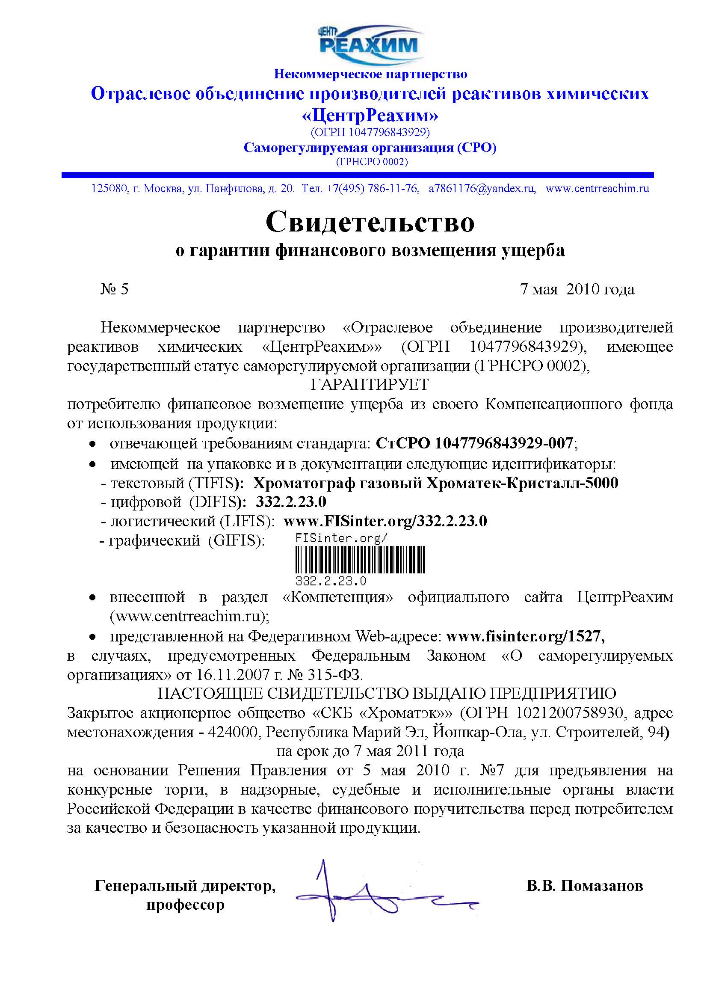 ЦЕНТР
РЕАХИМ
Некоммерческое партнерство
Отраслевое объединение производителей реактивов химических
«ЦентрРеахим»
(ОГРН 1047796843929)
Саморегулируемая организация (СРО)
(ГРНСРО 0002)
125080, г. Москва, ул. Панфилова, д. 20. Тел. +7(495) 786-11-76, a7861176@yandex.ru, www.centrreachim.ru
Свидетельство
о гарантии финансового возмещения ущерба
№ 5 7 мая 2010 года
Некоммерческое партнерство «Отраслевое объединение производителей
реактивов химических «ЦентрРеахим»» (ОГРН 1047796843929), имеющее
государственный статус саморегулируемой организации (ГРНСРО 0002),
ГАРАНТИРУЕТ
потребителю финансовое возмещение ущерба из своего Компенсационного фонда
от использования продукции:
• отвечающей требованиям стандарта: СтСРО 1047796843929-007;
• имеющей на упаковке и в документации следующие идентификаторы:
- текстовый (TIFIS): Хроматограф газовый Хроматек-Кристалл-5000
- цифровой (DIFIS): 332.2.23.0
- логистический (LIFIS): www.FISinter.org/332.2.23.0
- графический (GIFIS): FISinter.org/
332.2.23.0
• внесенной в раздел «Компетенция» официального сайта ЦентрРеахим
(www.centrreachim.ru);
• представленной на Федеративном Web-адресе: www.fisinter.org/1527,
в случаях, предусмотренных Федеральным Законом «О саморегулируемых
организациях» от 16.11.2007 г. № 315-ФЗ.
НАСТОЯЩЕЕ СВИДЕТЕЛЬСТВО ВЫДАНО ПРЕДПРИЯТИЮ
Закрытое акционерное общество «СКБ «Хроматэк»» (ОГРН 1021200758930, адрес
местонахождения - 424000, Республика Марий Эл, Йошкар-Ола, ул. Строителей, 94)
на срок до 7 мая 2011 года
на основании Решения Правления от 5 мая 2010 г. №7 для предъявления на
конкурсные торги, в надзорные, судебные и исполнительные органы власти
Российской Федерации в качестве финансового поручительства перед потребителем
за качество и безопасность указанной продукции.
Генеральный директор, В.В. Помазанов
профессор